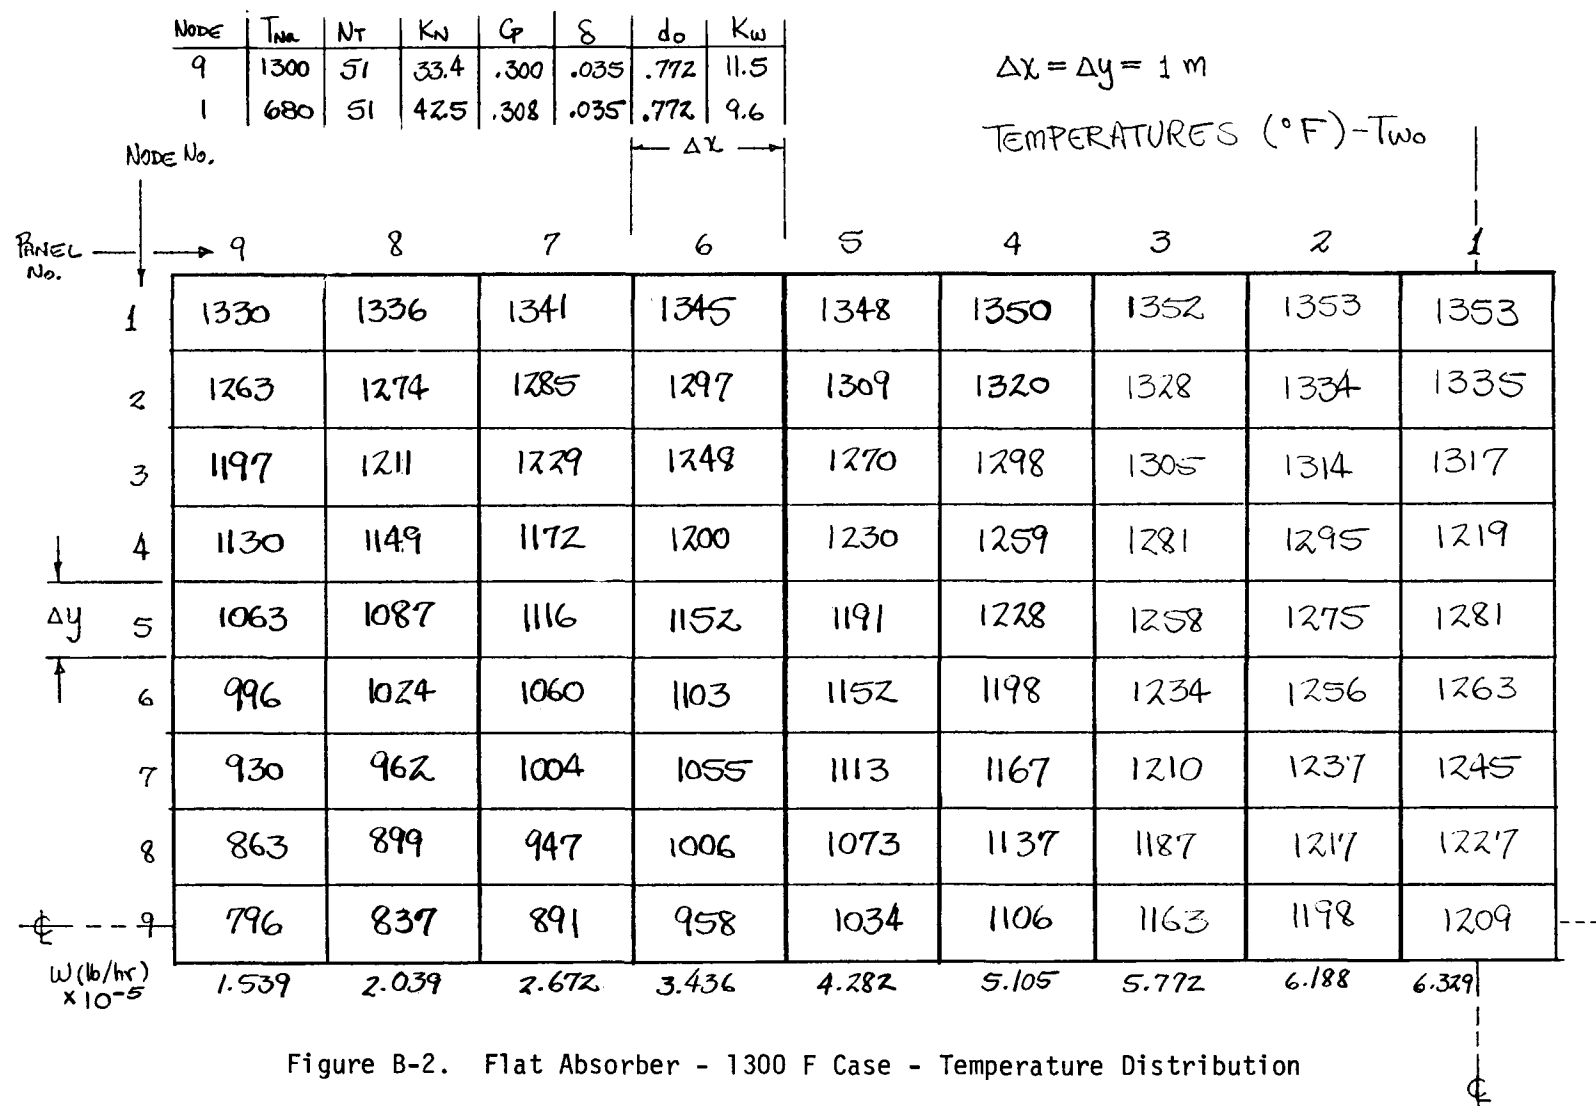 NODE TNa NT KN CP δ do Kw
9 1300 51 33.4 .300 .035 .772 11.5
1 680 51 42.5 .308 .035 .772 9.6
Δx = Δy = 1 m
TEMPERATURES (°F) - Two
Δx
NODE No.
PANEL No. 9 8 7 6 5 4 3 2 1
1 1330 1336 1341 1345 1348 1350 1352 1353 1353
2 1263 1274 1285 1297 1309 1320 1328 1334 1335
3 1197 1211 1229 1248 1270 1298 1305 1314 1317
4 1130 1149 1172 1200 1230 1259 1281 1295 1219
Δy 5 1063 1087 1116 1152 1191 1228 1258 1275 1281
6 996 1024 1060 1103 1152 1198 1234 1256 1263
7 930 962 1004 1055 1113 1167 1210 1237 1245
8 863 899 947 1006 1073 1137 1187 1217 1227
℄ 9 796 837 891 958 1034 1106 1163 1198 1209
W (lb/hr) x 10-5 1.539 2.039 2.672 3.436 4.282 5.105 5.772 6.188 6.329
Figure B-2. Flat Absorber - 1300 F Case - Temperature Distribution
℄